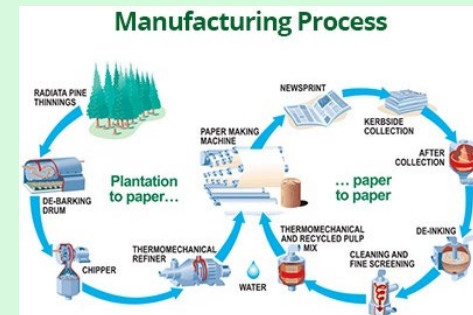 Manufacturing Process
RADIATA PINE
THINNINGS
DE-BARKING
DRUM
CHIPPER
THERMOMECHANICAL
REFINER
Plantation
to paper...
PAPER MAKING
MACHINE
NEWSPRINT
KERBSIDE
COLLECTION
AFTER
COLLECTION
... paper
to paper
DE-INKING
CLEANING AND
FINE SCREENING
THERMOMECHANICAL
AND RECYCLED PULP
MIX
WATER